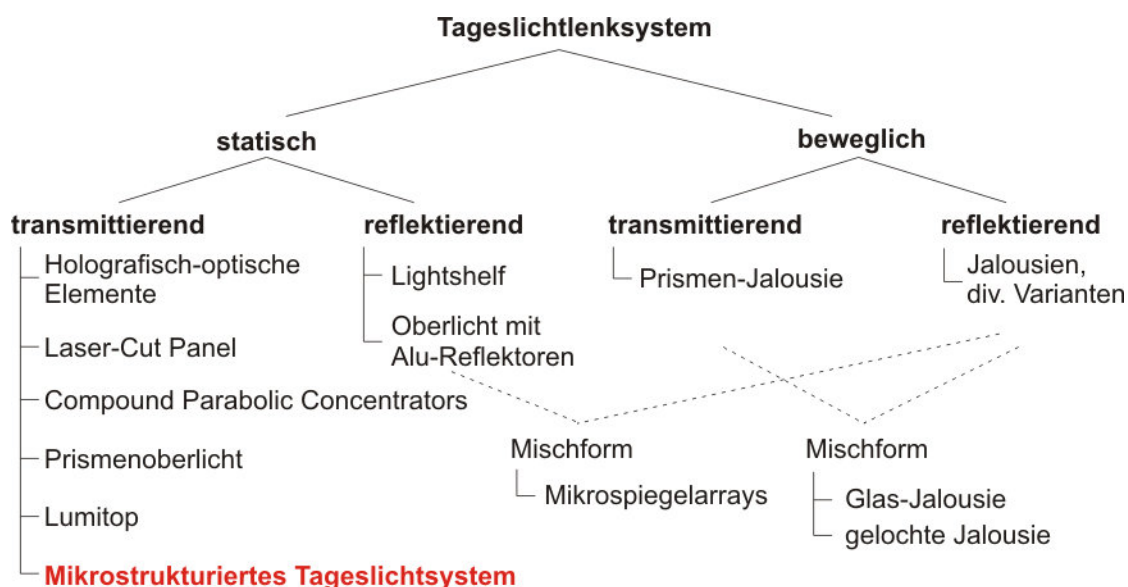 Tageslichtlenksystem
statisch
beweglich
transmittierend
reflektierend
transmittierend
reflektierend
Holografisch-optische
Elemente
Laser-Cut Panel
Compound Parabolic Concentrators
Prismenoberlicht
Lumitop
Mikrostrukturiertes Tageslichtsystem
Lightshelf
Oberlicht mit
Alu-Reflektoren
Prismen-Jalousie
Jalousien,
div. Varianten
Mischform
Mikrospiegelarrays
Mischform
Glas-Jalousie
gelochte Jalousie